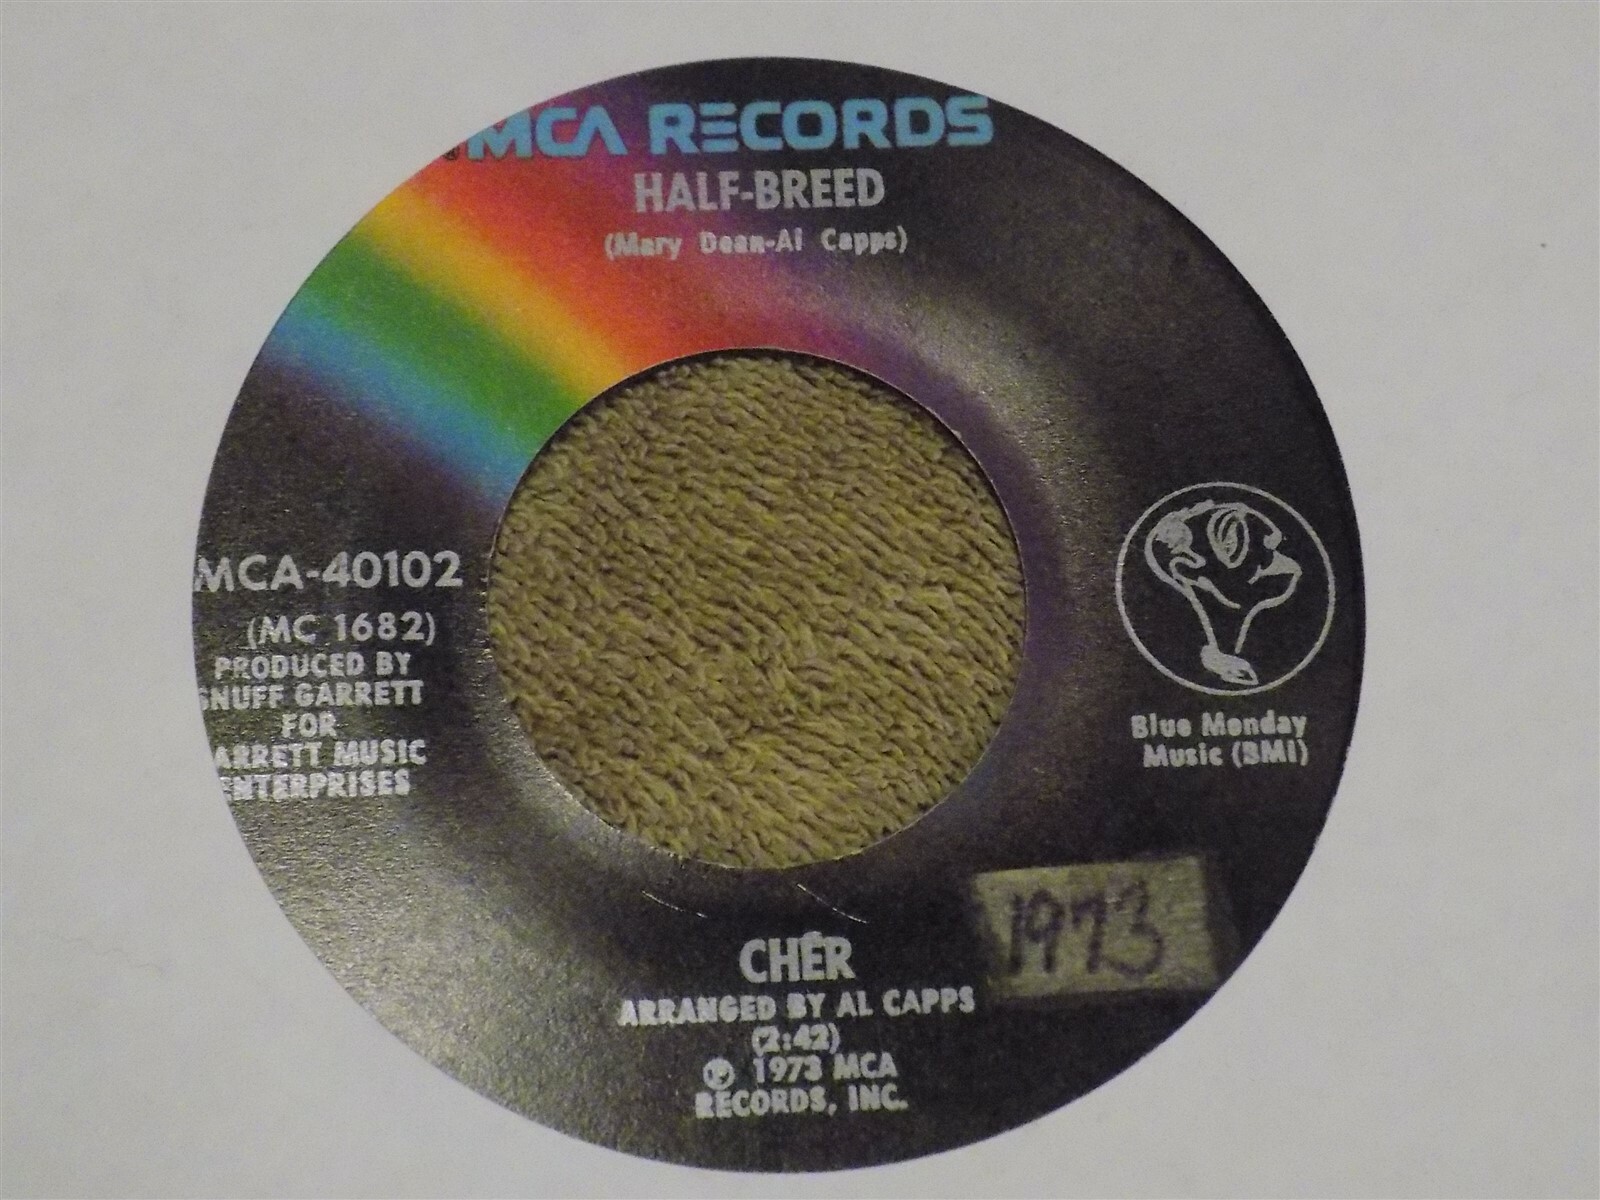 MCA RECORDS
HALF-BREED
(Mary Dean-Al Capps)
MCA-40102
(MC 1682)
PRODUCED BY
SNUFF GARRETT
FOR
ARRETT MUSIC
ENTERPRISES
Blue Monday
Music (BMI)
1973
CHÉR
ARRANGED BY AL CAPPS
(2:42)
℗ 1973 MCA
RECORDS, INC.